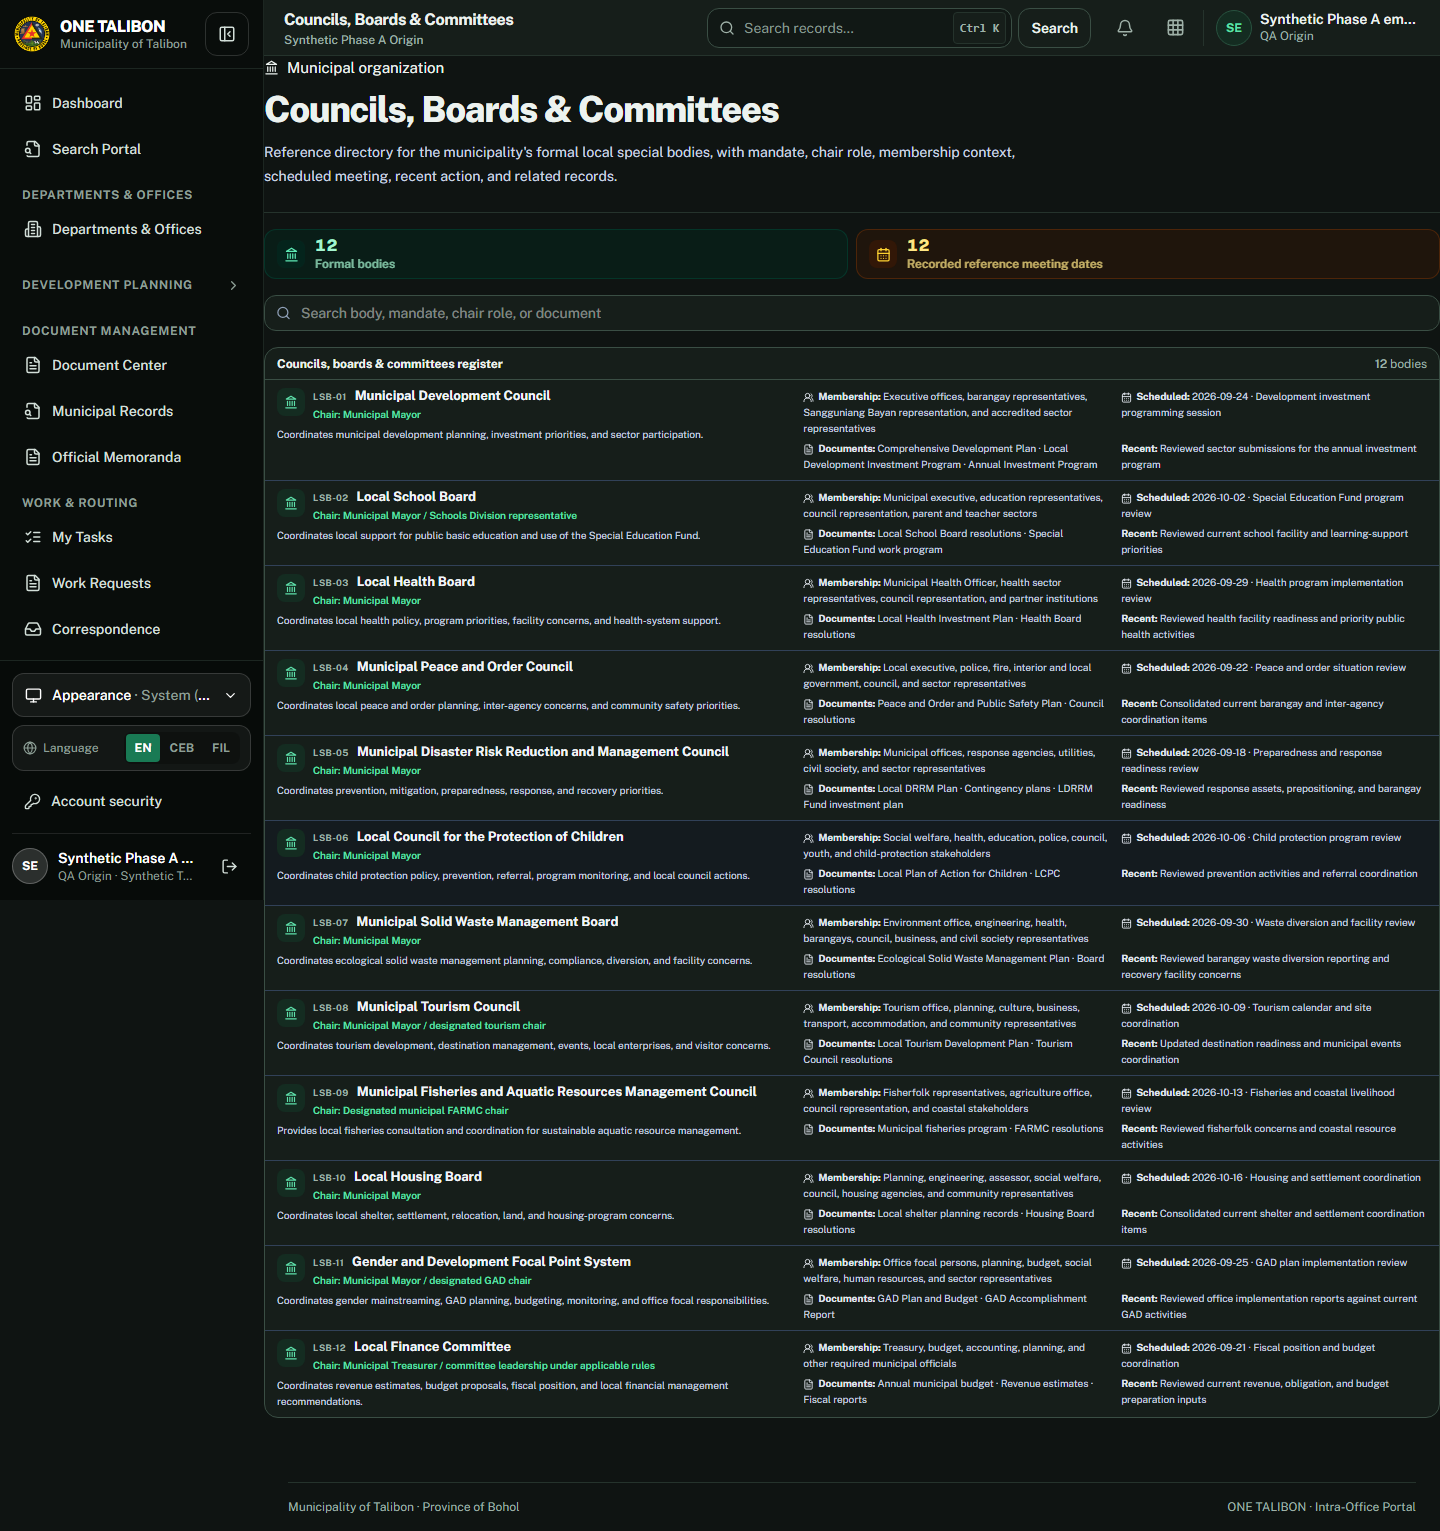 ONE TALIBON
Municipality of Talibon
Councils, Boards & Committees
Synthetic Phase A Origin
Search records...
Ctrl K
Search
SE
Synthetic Phase A em...
QA Origin
Dashboard
Search Portal
DEPARTMENTS & OFFICES
Departments & Offices
DEVELOPMENT PLANNING
DOCUMENT MANAGEMENT
Document Center
Municipal Records
Official Memoranda
WORK & ROUTING
My Tasks
Work Requests
Correspondence
Appearance · System (...
Language
EN
CEB
FIL
Account security
SE
Synthetic Phase A ...
QA Origin · Synthetic T...
Municipal organization
Councils, Boards & Committees
Reference directory for the municipality's formal local special bodies, with mandate, chair role, membership context,
scheduled meeting, recent action, and related records.
12
Formal bodies
12
Recorded reference meeting dates
Search body, mandate, chair role, or document
Councils, boards & committees register
12 bodies
LSB-01 Municipal Development Council
Chair: Municipal Mayor
Coordinates municipal development planning, investment priorities, and sector participation.
Membership: Executive offices, barangay representatives,
Sangguniang Bayan representation, and accredited sector
representatives
Documents: Comprehensive Development Plan · Local
Development Investment Program · Annual Investment Program
Scheduled: 2026-09-24 · Development investment
programming session
Recent: Reviewed sector submissions for the annual investment
program
LSB-02 Local School Board
Chair: Municipal Mayor / Schools Division representative
Coordinates local support for public basic education and use of the Special Education Fund.
Membership: Municipal executive, education representatives,
council representation, parent and teacher sectors
Documents: Local School Board resolutions · Special
Education Fund work program
Scheduled: 2026-10-02 · Special Education Fund program
review
Recent: Reviewed current school facility and learning-support
priorities
LSB-03 Local Health Board
Chair: Municipal Mayor
Coordinates local health policy, program priorities, facility concerns, and health-system support.
Membership: Municipal Health Officer, health sector
representatives, council representation, and partner institutions
Documents: Local Health Investment Plan · Health Board
resolutions
Scheduled: 2026-09-29 · Health program implementation
review
Recent: Reviewed health facility readiness and priority public
health activities
LSB-04 Municipal Peace and Order Council
Chair: Municipal Mayor
Coordinates local peace and order planning, inter-agency concerns, and community safety priorities.
Membership: Local executive, police, fire, interior and local
government, council, and sector representatives
Documents: Peace and Order and Public Safety Plan · Council
resolutions
Scheduled: 2026-09-22 · Peace and order situation review
Recent: Consolidated current barangay and inter-agency
coordination items
LSB-05 Municipal Disaster Risk Reduction and Management Council
Chair: Municipal Mayor
Coordinates prevention, mitigation, preparedness, response, and recovery priorities.
Membership: Municipal offices, response agencies, utilities,
civil society, and sector representatives
Documents: Local DRRM Plan · Contingency plans · LDRRM
Fund investment plan
Scheduled: 2026-09-18 · Preparedness and response
readiness review
Recent: Reviewed response assets, prepositioning, and barangay
readiness
LSB-06 Local Council for the Protection of Children
Chair: Municipal Mayor
Coordinates child protection policy, prevention, referral, program monitoring, and local council actions.
Membership: Social welfare, health, education, police, council,
youth, and child-protection stakeholders
Documents: Local Plan of Action for Children · LCPC
resolutions
Scheduled: 2026-10-06 · Child protection program review
Recent: Reviewed prevention activities and referral coordination
LSB-07 Municipal Solid Waste Management Board
Chair: Municipal Mayor
Coordinates ecological solid waste management planning, compliance, diversion, and facility concerns.
Membership: Environment office, engineering, health,
barangays, council, business, and civil society representatives
Documents: Ecological Solid Waste Management Plan · Board
resolutions
Scheduled: 2026-09-30 · Waste diversion and facility review
Recent: Reviewed barangay waste diversion reporting and
recovery facility concerns
LSB-08 Municipal Tourism Council
Chair: Municipal Mayor / designated tourism chair
Coordinates tourism development, destination management, events, local enterprises, and visitor concerns.
Membership: Tourism office, planning, culture, business,
transport, accommodation, and community representatives
Documents: Local Tourism Development Plan · Tourism
Council resolutions
Scheduled: 2026-10-09 · Tourism calendar and site
coordination
Recent: Updated destination readiness and municipal events
coordination
LSB-09 Municipal Fisheries and Aquatic Resources Management Council
Chair: Designated municipal FARMC chair
Provides local fisheries consultation and coordination for sustainable aquatic resource management.
Membership: Fisherfolk representatives, agriculture office,
council representation, and coastal stakeholders
Documents: Municipal fisheries program · FARMC resolutions
Scheduled: 2026-10-13 · Fisheries and coastal livelihood
review
Recent: Reviewed fisherfolk concerns and coastal resource
activities
LSB-10 Local Housing Board
Chair: Municipal Mayor
Coordinates local shelter, settlement, relocation, land, and housing-program concerns.
Membership: Planning, engineering, assessor, social welfare,
council, housing agencies, and community representatives
Documents: Local shelter planning records · Housing Board
resolutions
Scheduled: 2026-10-16 · Housing and settlement coordination
Recent: Consolidated current shelter and settlement coordination
items
LSB-11 Gender and Development Focal Point System
Chair: Municipal Mayor / designated GAD chair
Coordinates gender mainstreaming, GAD planning, budgeting, monitoring, and office focal responsibilities.
Membership: Office focal persons, planning, budget, social
welfare, human resources, and sector representatives
Documents: GAD Plan and Budget · GAD Accomplishment
Report
Scheduled: 2026-09-25 · GAD plan implementation review
Recent: Reviewed office implementation reports against current
GAD activities
LSB-12 Local Finance Committee
Chair: Municipal Treasurer / committee leadership under applicable rules
Coordinates revenue estimates, budget proposals, fiscal position, and local financial management
recommendations.
Membership: Treasury, budget, accounting, planning, and
other required municipal officials
Documents: Annual municipal budget · Revenue estimates ·
Fiscal reports
Scheduled: 2026-09-21 · Fiscal position and budget
coordination
Recent: Reviewed current revenue, obligation, and budget
preparation inputs
Municipality of Talibon · Province of Bohol
ONE TALIBON · Intra-Office Portal